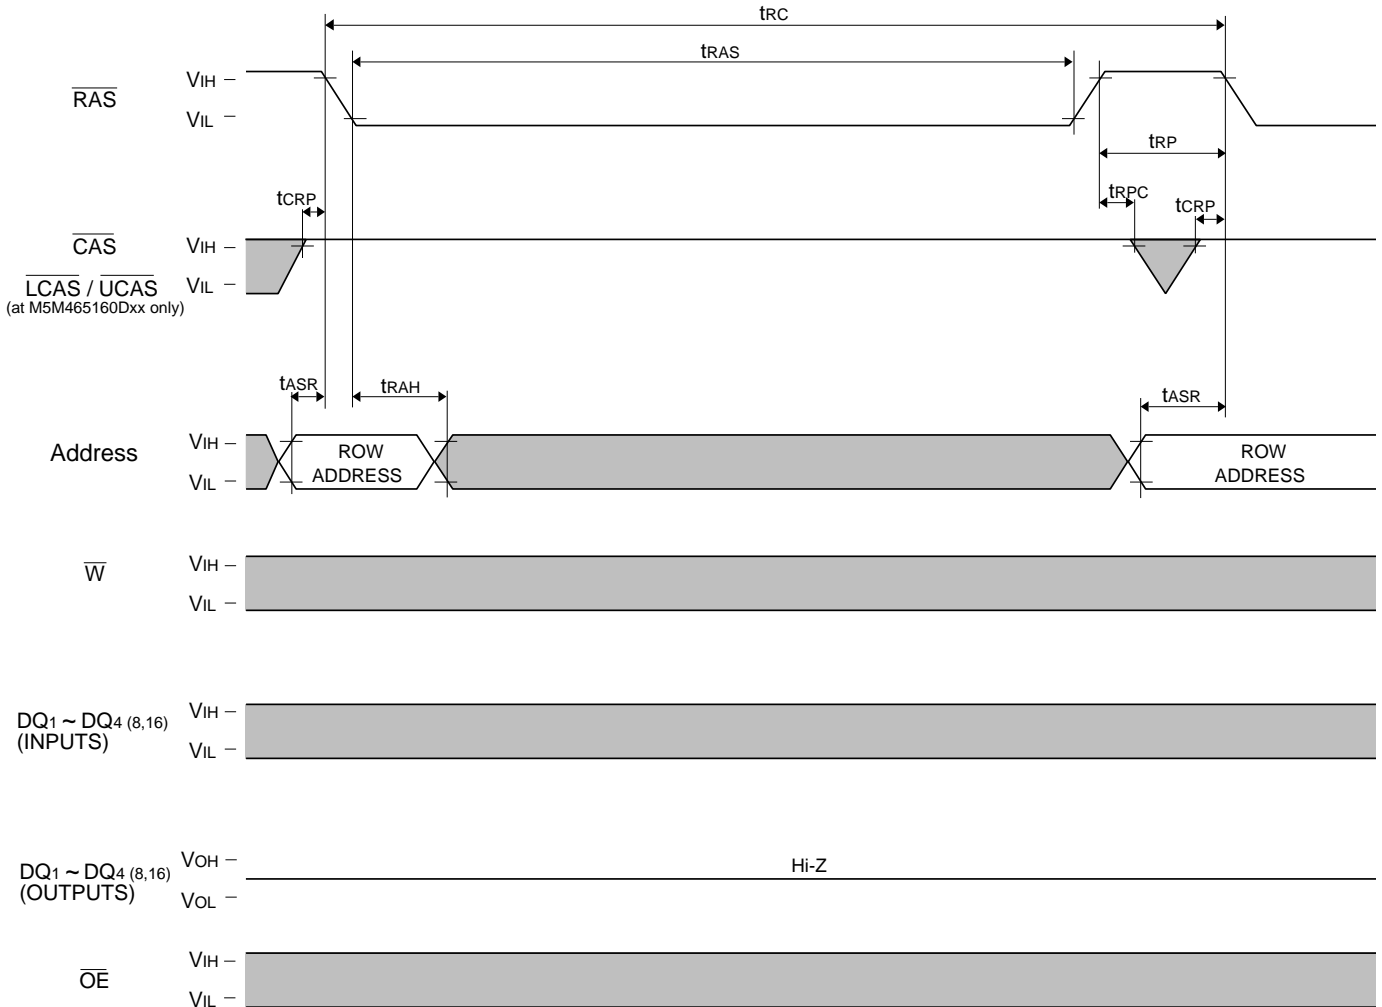 tRC
tRAS
RAS
VIH
VIL
tRP
tCRP
tRPC
tCRP
CAS
VIH
LCAS / UCAS
VIL
(at M5M465160Dxx only)
tASR
tRAH
tASR
Address
VIH
VIL
ROW
ADDRESS
ROW
ADDRESS
W
VIH
VIL
DQ1 ~ DQ4 (8,16)
(INPUTS)
VIH
VIL
DQ1 ~ DQ4 (8,16)
(OUTPUTS)
VOH
VOL
Hi-Z
OE
VIH
VIL